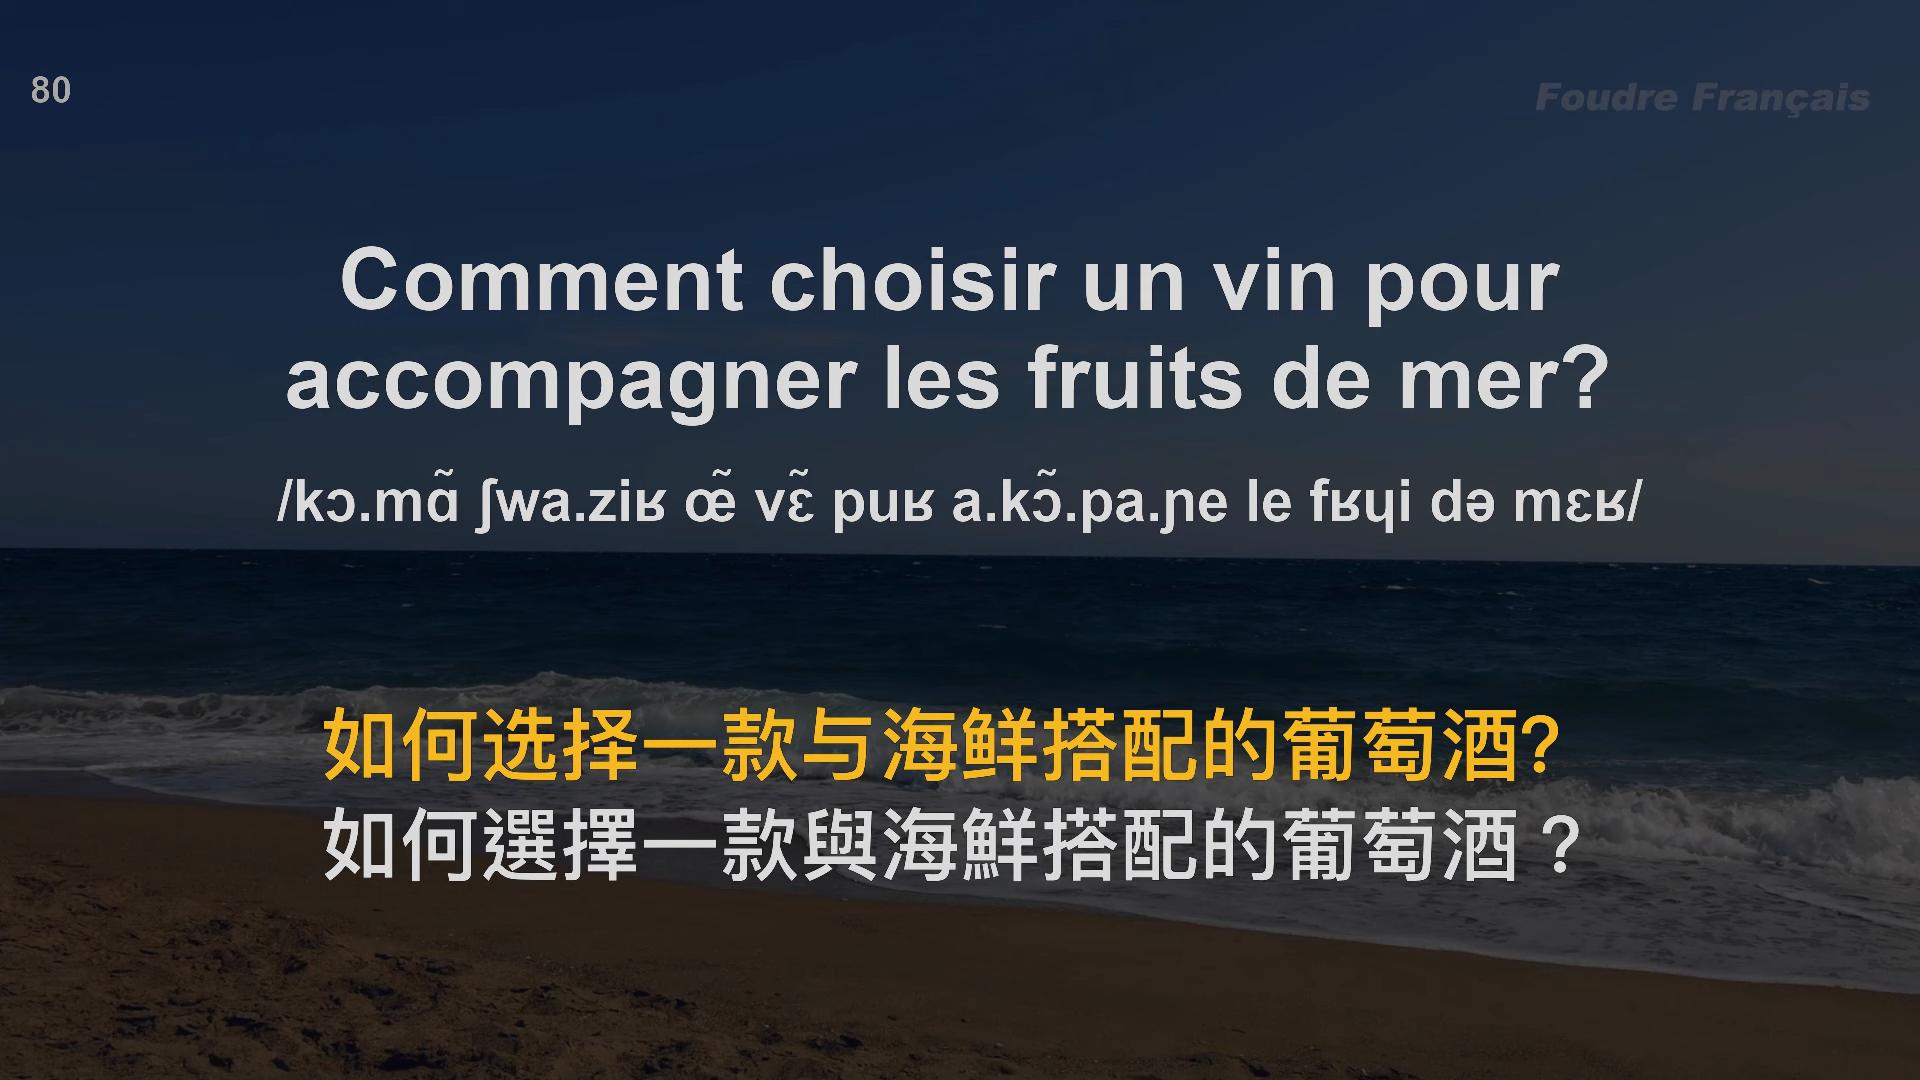 80
Foudre Français
Comment choisir un vin pour
accompagner les fruits de mer?
/kɔ.mɑ̃ ʃwa.ziʁ œ̃ vɛ̃ puʁ a.kɔ̃.pa.ɲe le fʁɥi də mɛʁ/
如何选择一款与海鲜搭配的葡萄酒?
如何選擇一款與海鮮搭配的葡萄酒？